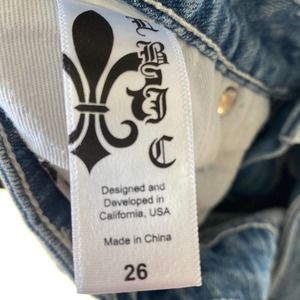 Designed and
Developed in
California, USA
Made in China
26